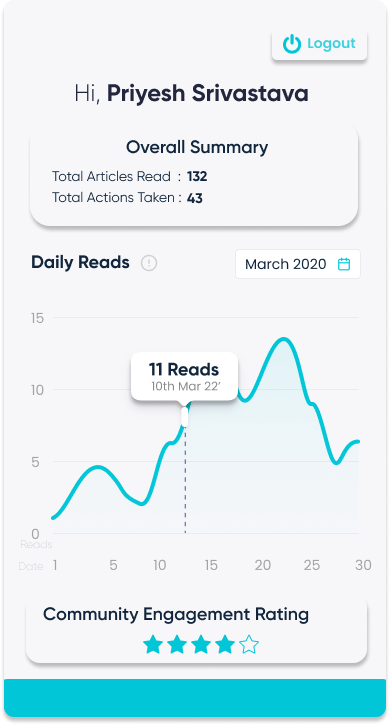 Logout
Hi, Priyesh Srivastava
Overall Summary
Total Articles Read : 132
Total Actions Taken : 43
Daily Reads
March 2020
15
11 Reads
10th Mar 22’
10
5
0
Reads
Date 1 5 10 15 20 25 30
Community Engagement Rating